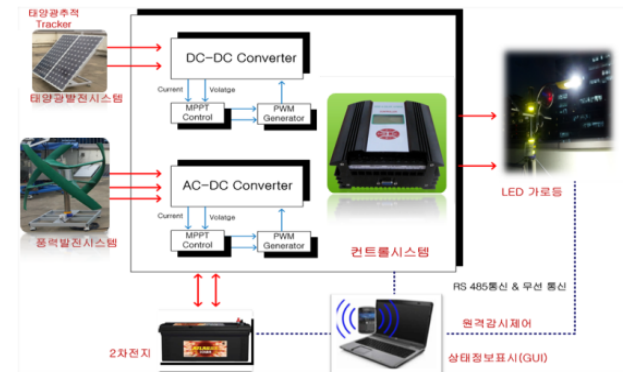 태양광추적
Tracker
태양광발전시스템
DC-DC Converter
Current
Volatge
MPPT
Control
PWM
Generator
풍력발전시스템
AC-DC Converter
Current
Volatge
MPPT
Control
PWM
Generator
컨트롤시스템
LED 가로등
RS 485통신 & 무선 통신
원격감시제어
2차전지
상태정보표시(GUI)